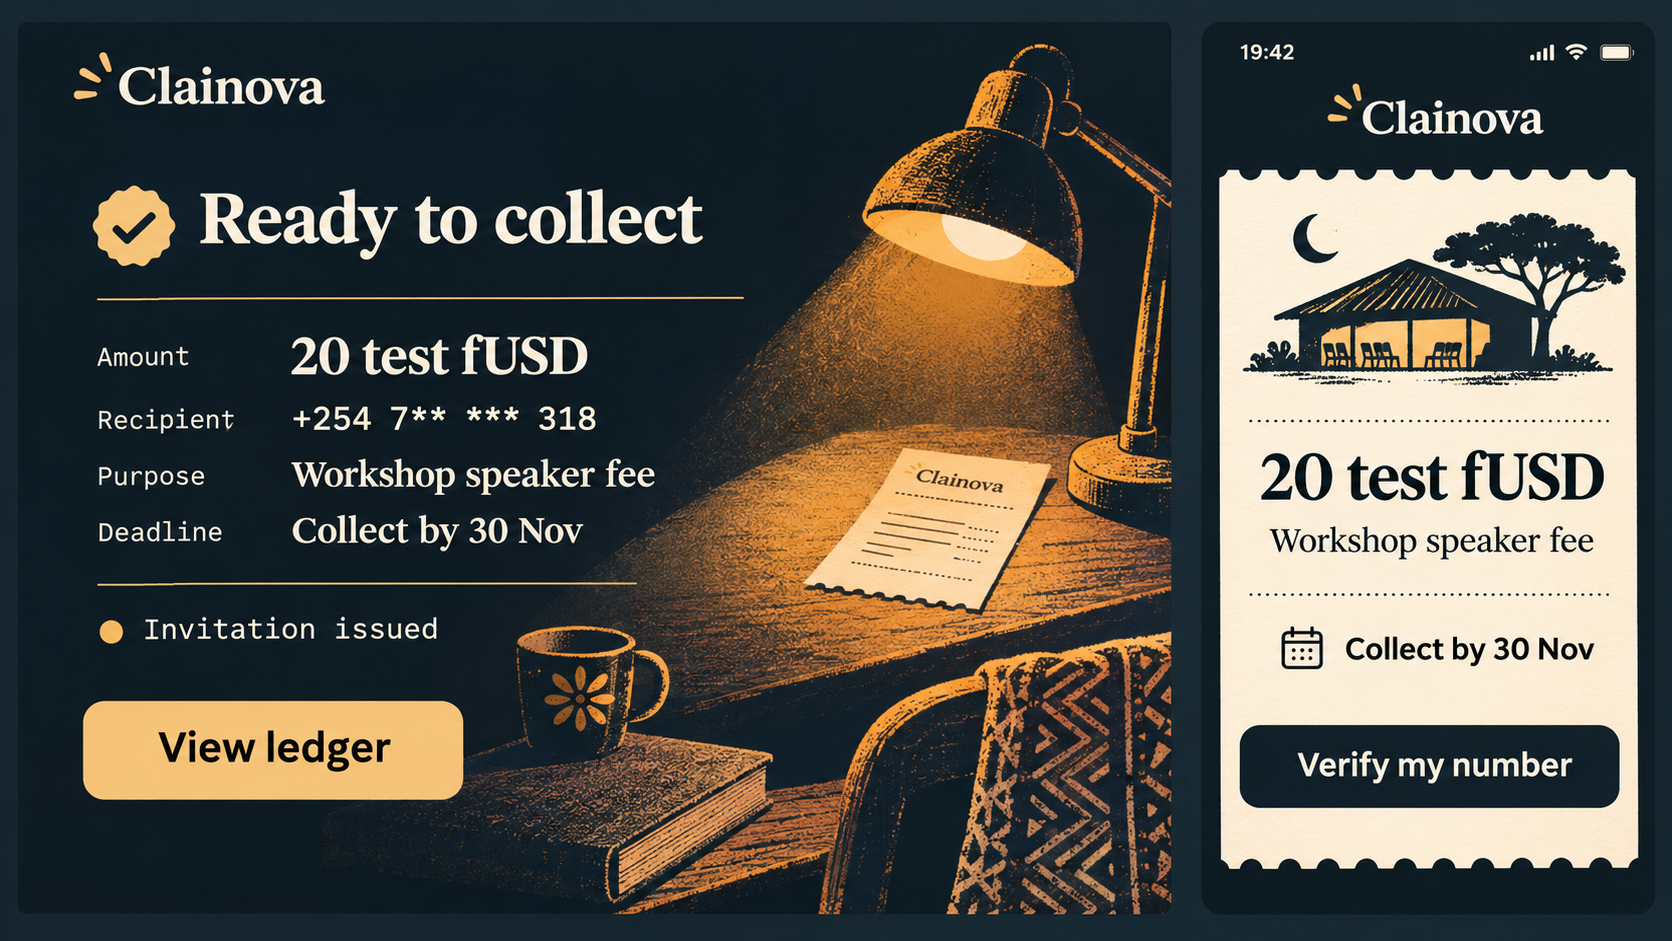 Clainova
Ready to collect
Amount 20 test fUSD
Recipient +254 7** *** 318
Purpose Workshop speaker fee
Deadline Collect by 30 Nov
Invitation issued
View ledger
Clainova
19:42
Clainova
20 test fUSD
Workshop speaker fee
Collect by 30 Nov
Verify my number